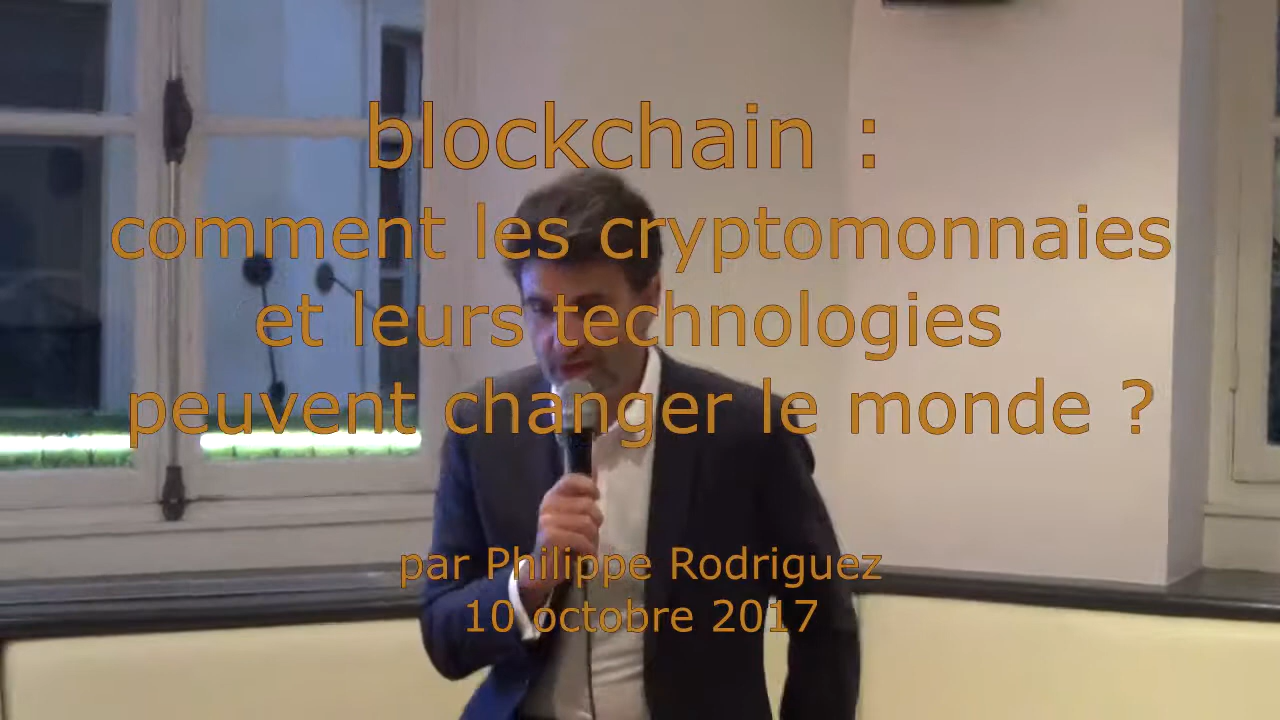 blockchain :
comment les cryptomonnaies
et leurs technologies
peuvent changer le monde ?
par Philippe Rodriguez
10 octobre 2017